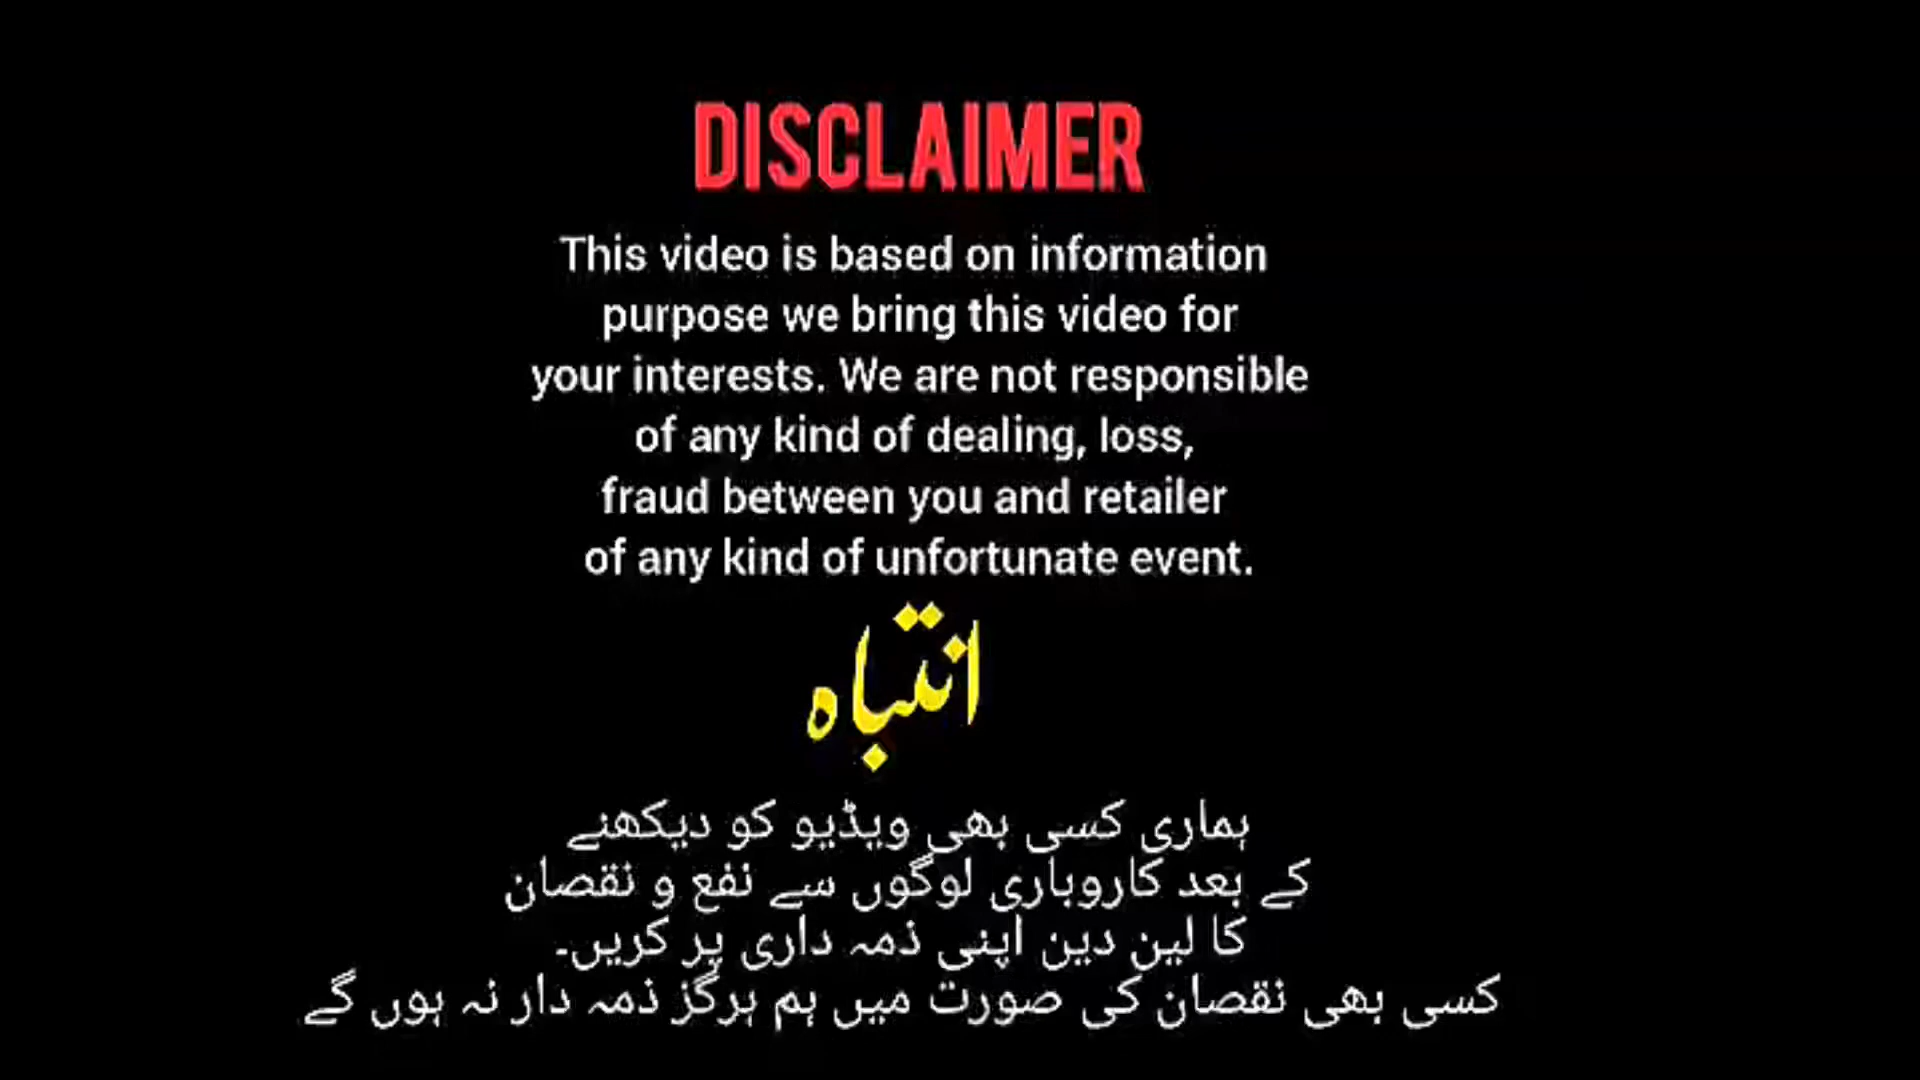 DISCLAIMER
This video is based on information
purpose we bring this video for
your interests. We are not responsible
of any kind of dealing, loss,
fraud between you and retailer
of any kind of unfortunate event.
انتباہ
ہماری کسی بھی ویڈیو کو دیکھنے
کے بعد کاروباری لوگوں سے نفع و نقصان
کا لین دین اپنی ذمہ داری پر کریں۔
کسی بھی نقصان کی صورت میں ہم ہرگز ذمہ دار نہ ہوں گے